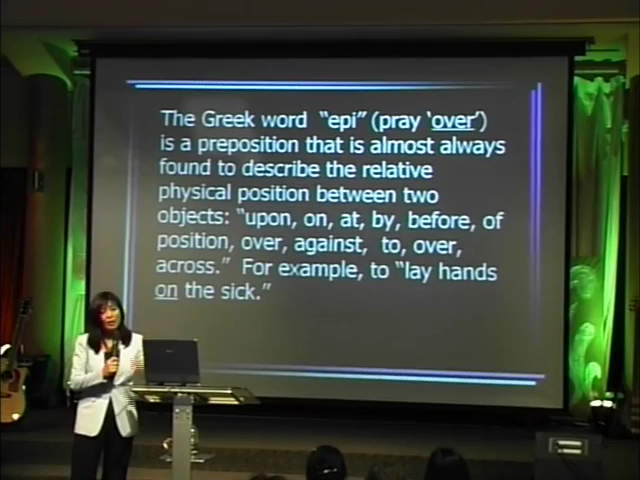 The Greek word "epi" (pray 'over')
is a preposition that is almost always
found to describe the relative
physical position between two
objects: "upon, on, at, by, before, of
position, over, against, to, over,
across." For example, to "lay hands
on the sick."